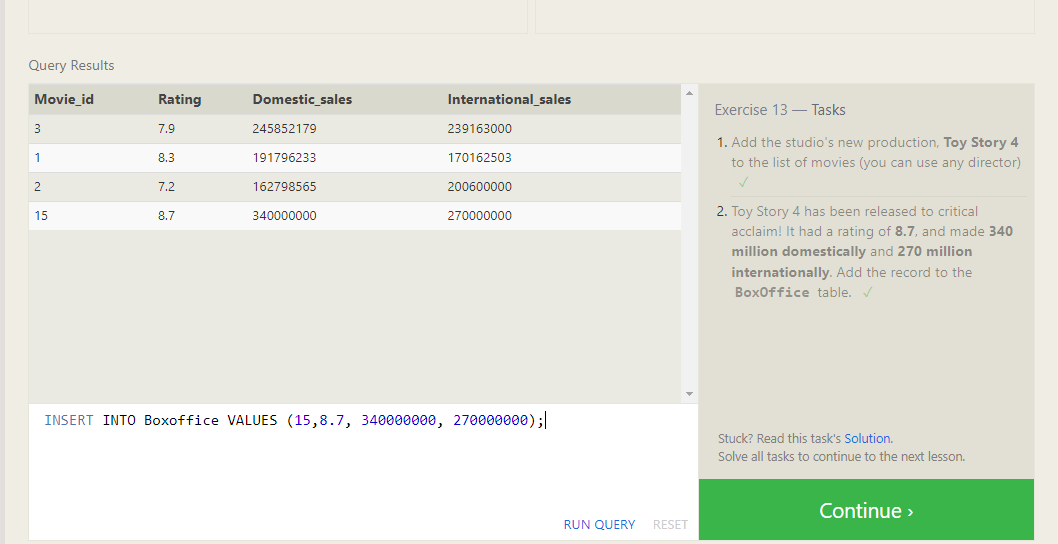 Query Results
Movie_id Rating Domestic_sales International_sales
3 7.9 245852179 239163000
1 8.3 191796233 170162503
2 7.2 162798565 200600000
15 8.7 340000000 270000000
INSERT INTO Boxoffice VALUES (15,8.7, 340000000, 270000000);
RUN QUERY RESET
Exercise 13 — Tasks
1. Add the studio's new production, Toy Story 4
to the list of movies (you can use any director)
✓
2. Toy Story 4 has been released to critical
acclaim! It had a rating of 8.7, and made 340
million domestically and 270 million
internationally. Add the record to the
BoxOffice table. ✓
Stuck? Read this task's Solution.
Solve all tasks to continue to the next lesson.
Continue ›